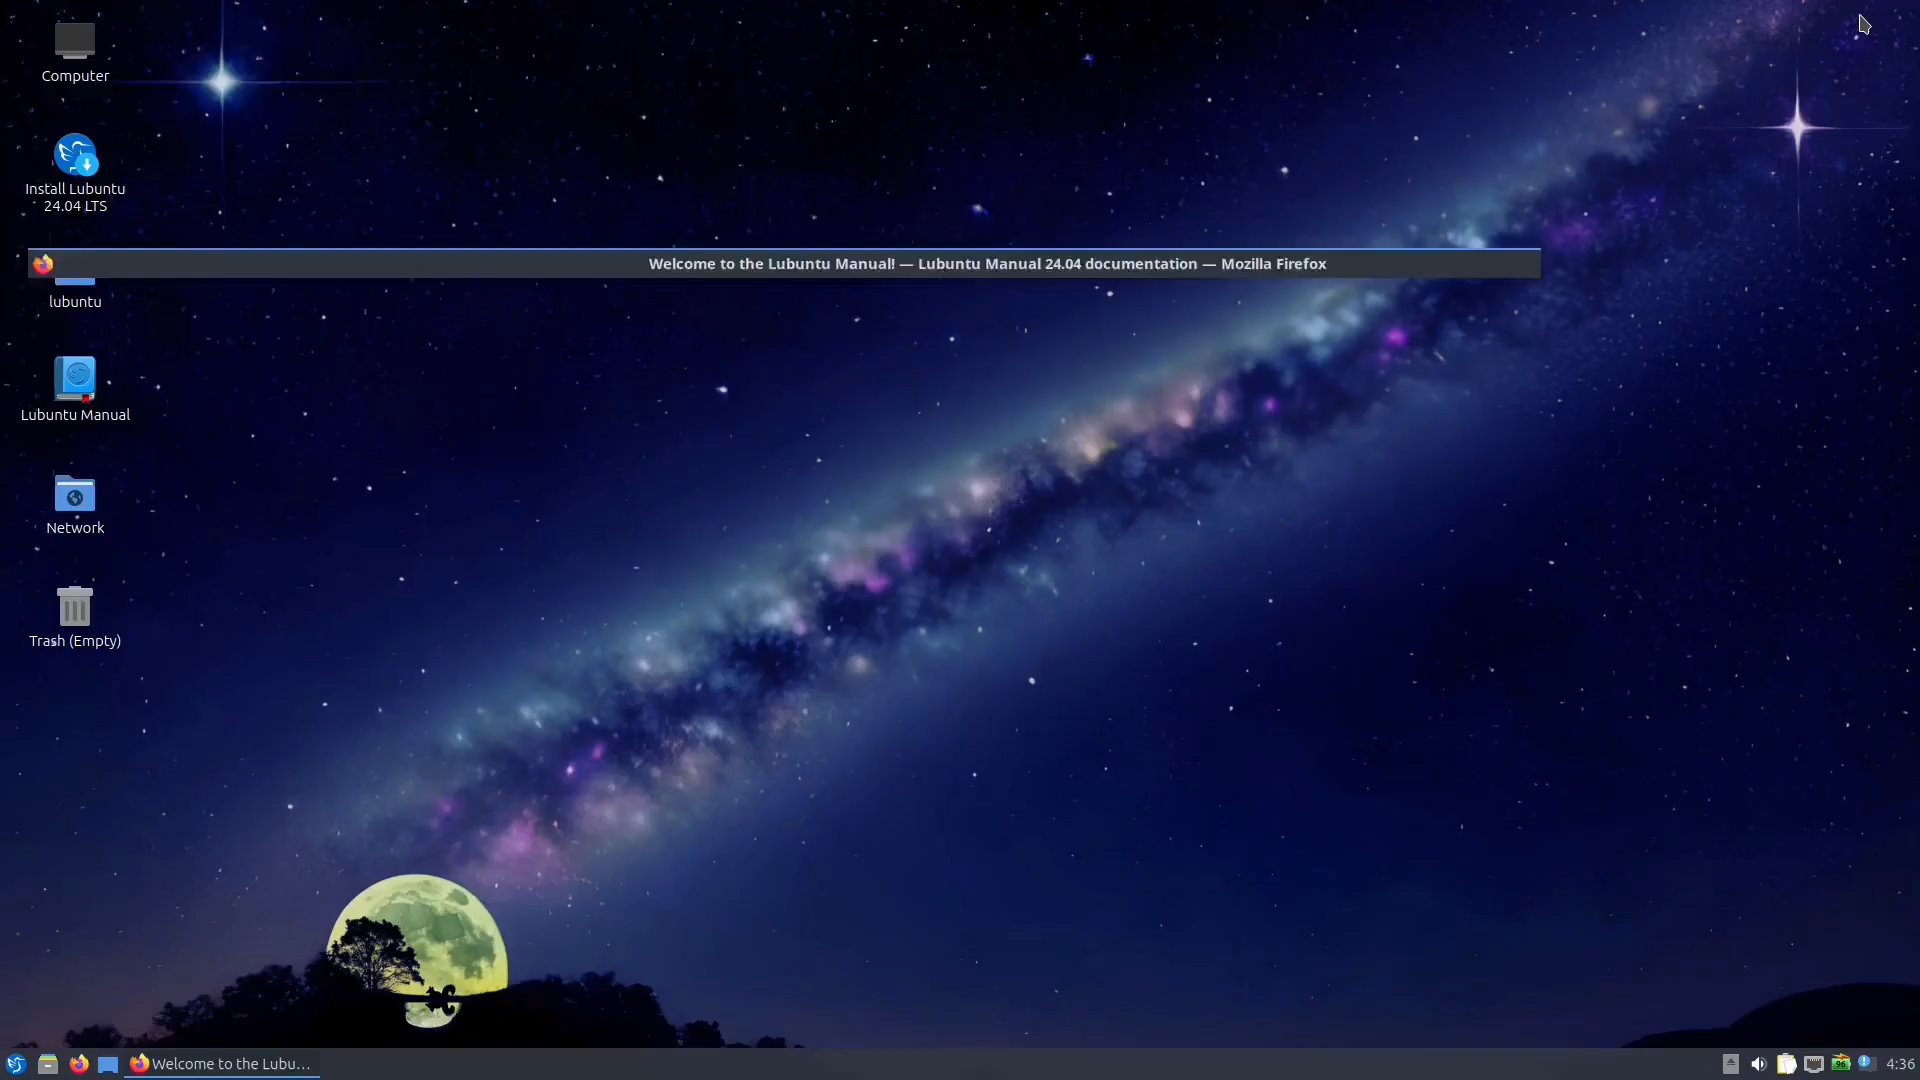 Computer
Install Lubuntu
24.04 LTS
Welcome to the Lubuntu Manual! — Lubuntu Manual 24.04 documentation — Mozilla Firefox
lubuntu
Lubuntu Manual
Network
Trash (Empty)
Welcome to the Lubu…
96
4:36